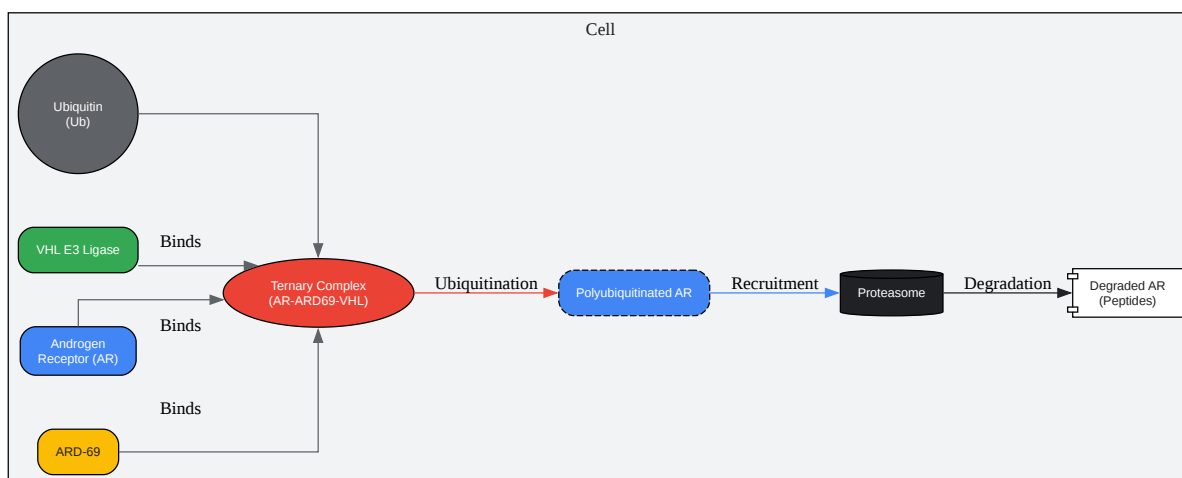 Cell
Ubiquitin
(Ub)
VHL E3 Ligase
Binds
Ternary Complex
(AR-ARD69-VHL)
Ubiquitination
Polyubiquitinated AR
Recruitment
Proteasome
Degradation
Degraded AR
(Peptides)
Binds
Androgen
Receptor (AR)
Binds
ARD-69